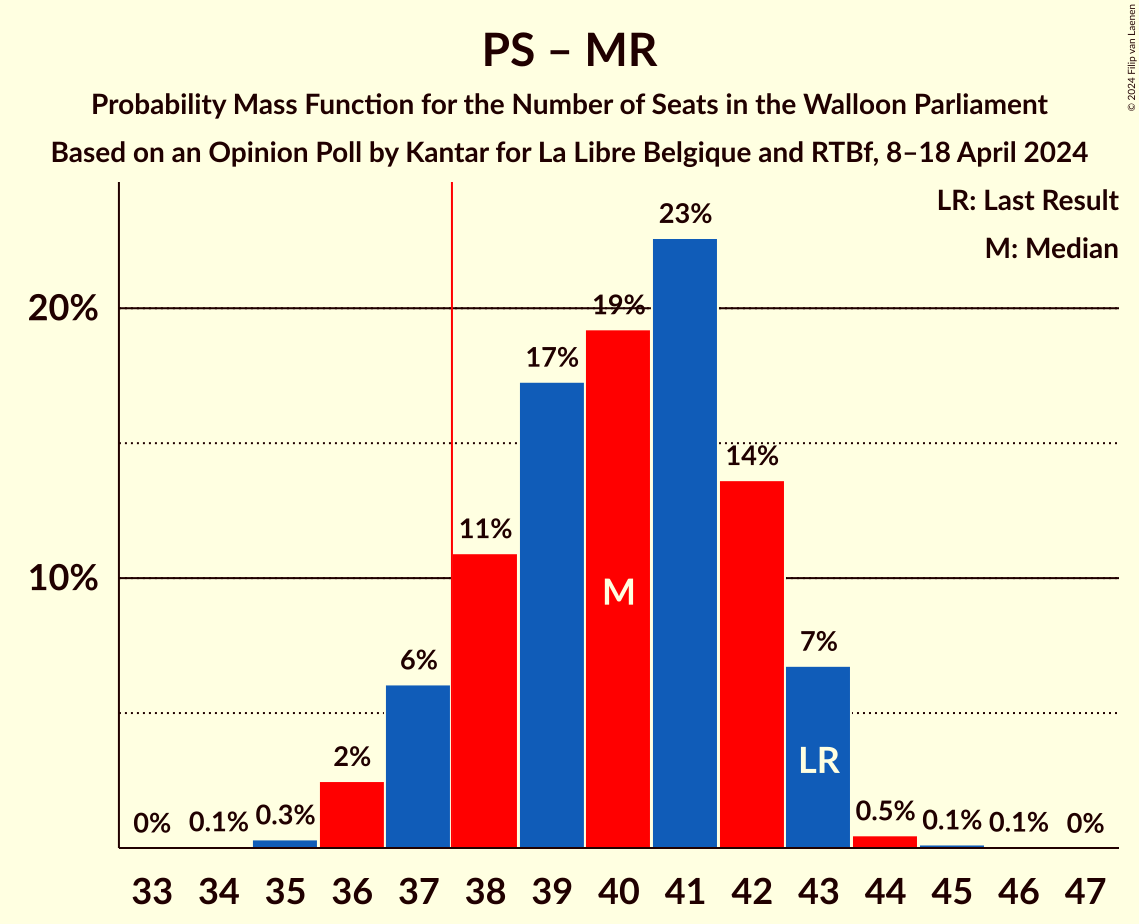 PS – MR
Probability Mass Function for the Number of Seats in the Walloon Parliament
Based on an Opinion Poll by Kantar for La Libre Belgique and RTBf, 8–18 April 2024
© 2024 Filip van Laenen
LR: Last Result
M: Median
20%
10%
0%
0.1%
0.3%
2%
6%
11%
17%
19%
23%
14%
7%
0.5%
0.1%
0.1%
0%
M
LR
33 34 35 36 37 38 39 40 41 42 43 44 45 46 47